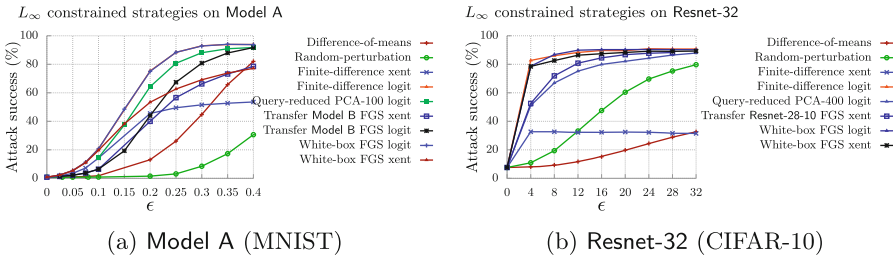 L∞ constrained strategies on Model A
Attack success (%)
100
80
60
40
20
0
0 0.05 0.1 0.15 0.2 0.25 0.3 0.35 0.4
ϵ
Difference-of-means
Random-perturbation
Finite-difference xent
Finite-difference logit
Query-reduced PCA-100 logit
Transfer Model B FGS xent
Transfer Model B FGS logit
White-box FGS logit
White-box FGS xent
(a) Model A (MNIST)
L∞ constrained strategies on Resnet-32
Attack success (%)
100
80
60
40
20
0
0 4 8 12 16 20 24 28 32
ϵ
Difference-of-means
Random-perturbation
Finite-difference xent
Finite-difference logit
Query-reduced PCA-400 logit
Transfer Resnet-28-10 FGS xent
White-box FGS logit
White-box FGS xent
(b) Resnet-32 (CIFAR-10)